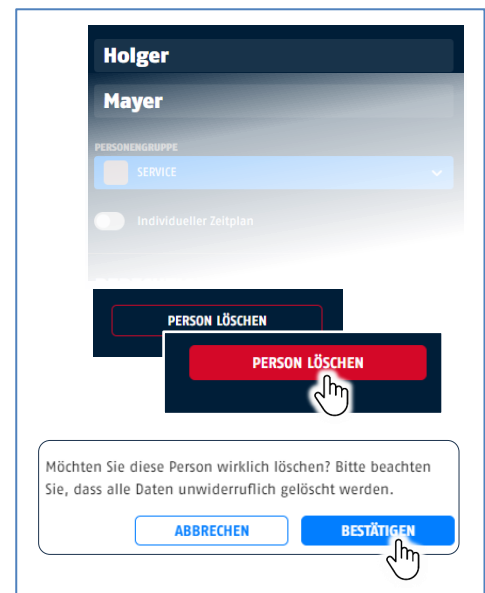 Holger
Mayer
PERSONENGRUPPE
SERVICE
Individueller Zeitplan
PERSON LÖSCHEN
PERSON LÖSCHEN
Möchten Sie diese Person wirklich löschen? Bitte beachten
Sie, dass alle Daten unwiderruflich gelöscht werden.
ABBRECHEN
BESTÄTIGEN